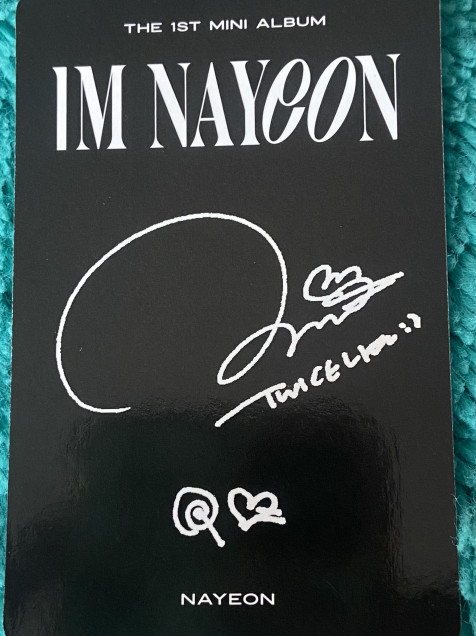 THE 1ST MINI ALBUM
IM NAYEON
TWICE
NAYEON